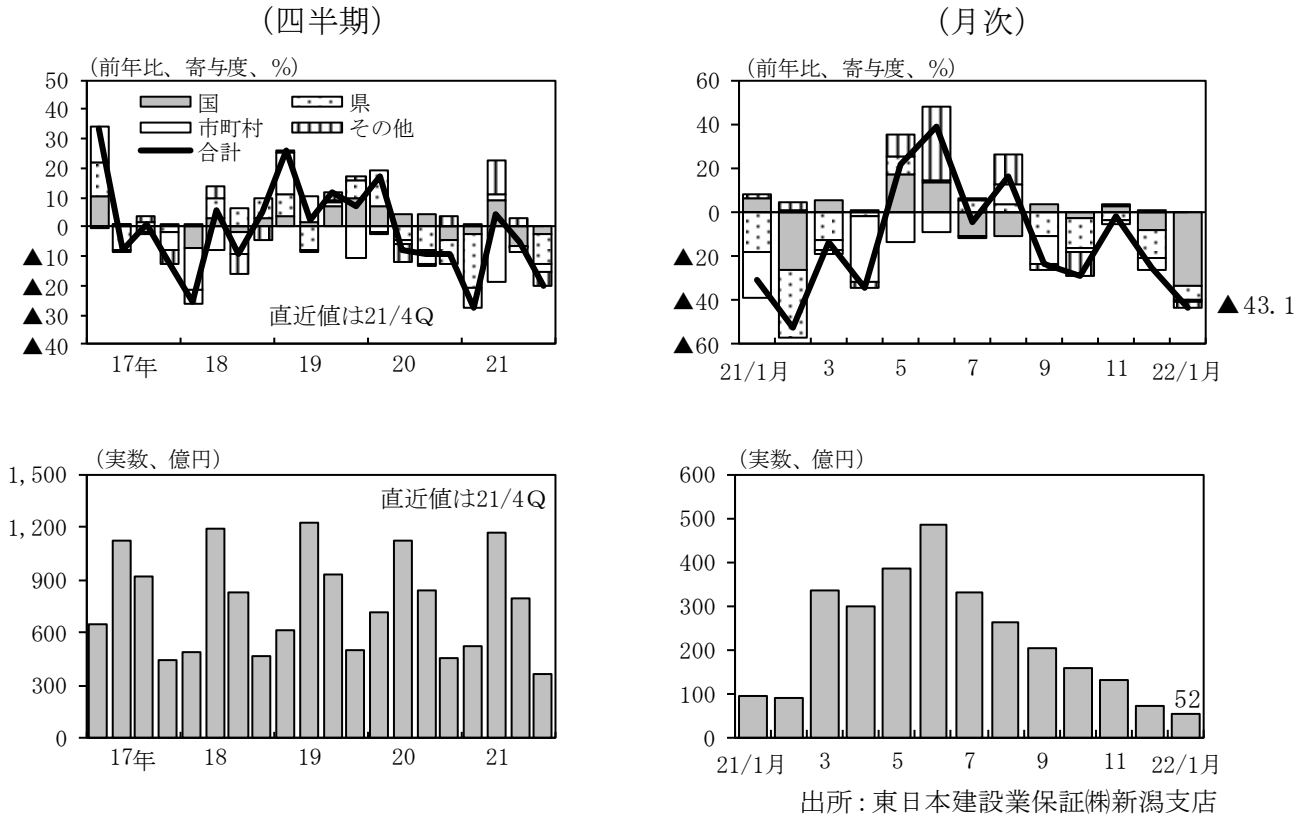 (四半期)
(前年比、寄与度、%)
50
40
30
20
10
0
▲10
▲20
▲30
▲40
国
県
市町村
その他
合計
直近値は21/4Q
17年 18 19 20 21
(月次)
(前年比、寄与度、%)
60
40
20
0
▲20
▲40
▲60
▲43.1
21/1月 3 5 7 9 11 22/1月
(実数、億円)
1,500
1,200
900
600
300
0
直近値は21/4Q
17年 18 19 20 21
(実数、億円)
600
500
400
300
200
100
0
52
21/1月 3 5 7 9 11 22/1月
出所:東日本建設業保証㈱新潟支店